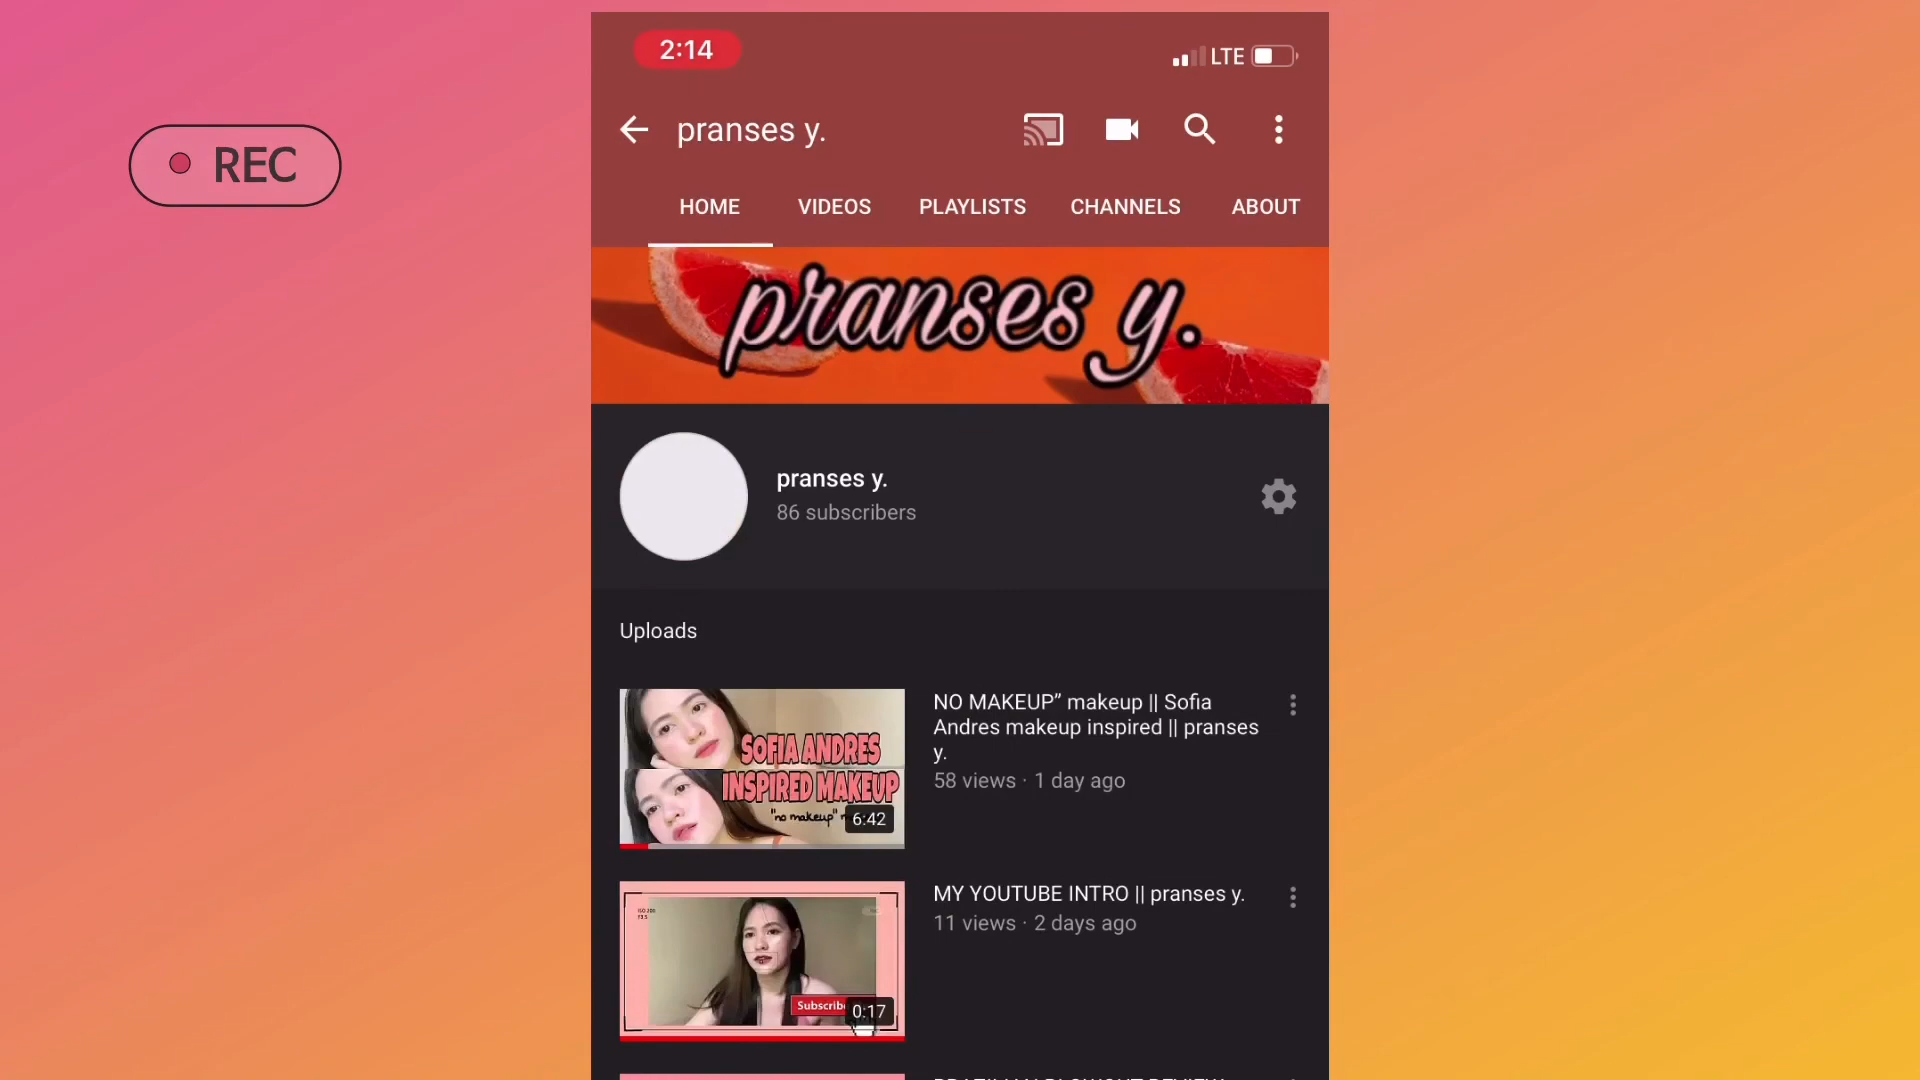 2:14
LTE
REC
pranses y.
HOME VIDEOS PLAYLISTS CHANNELS ABOUT
pranses y.
pranses y.
86 subscribers
Uploads
SOFIA ANDRES
INSPIRED MAKEUP
"no makeup"
6:42
NO MAKEUP” makeup || Sofia
Andres makeup inspired || pranses
y.
58 views · 1 day ago
Subscribe
0:17
MY YOUTUBE INTRO || pranses y.
11 views · 2 days ago